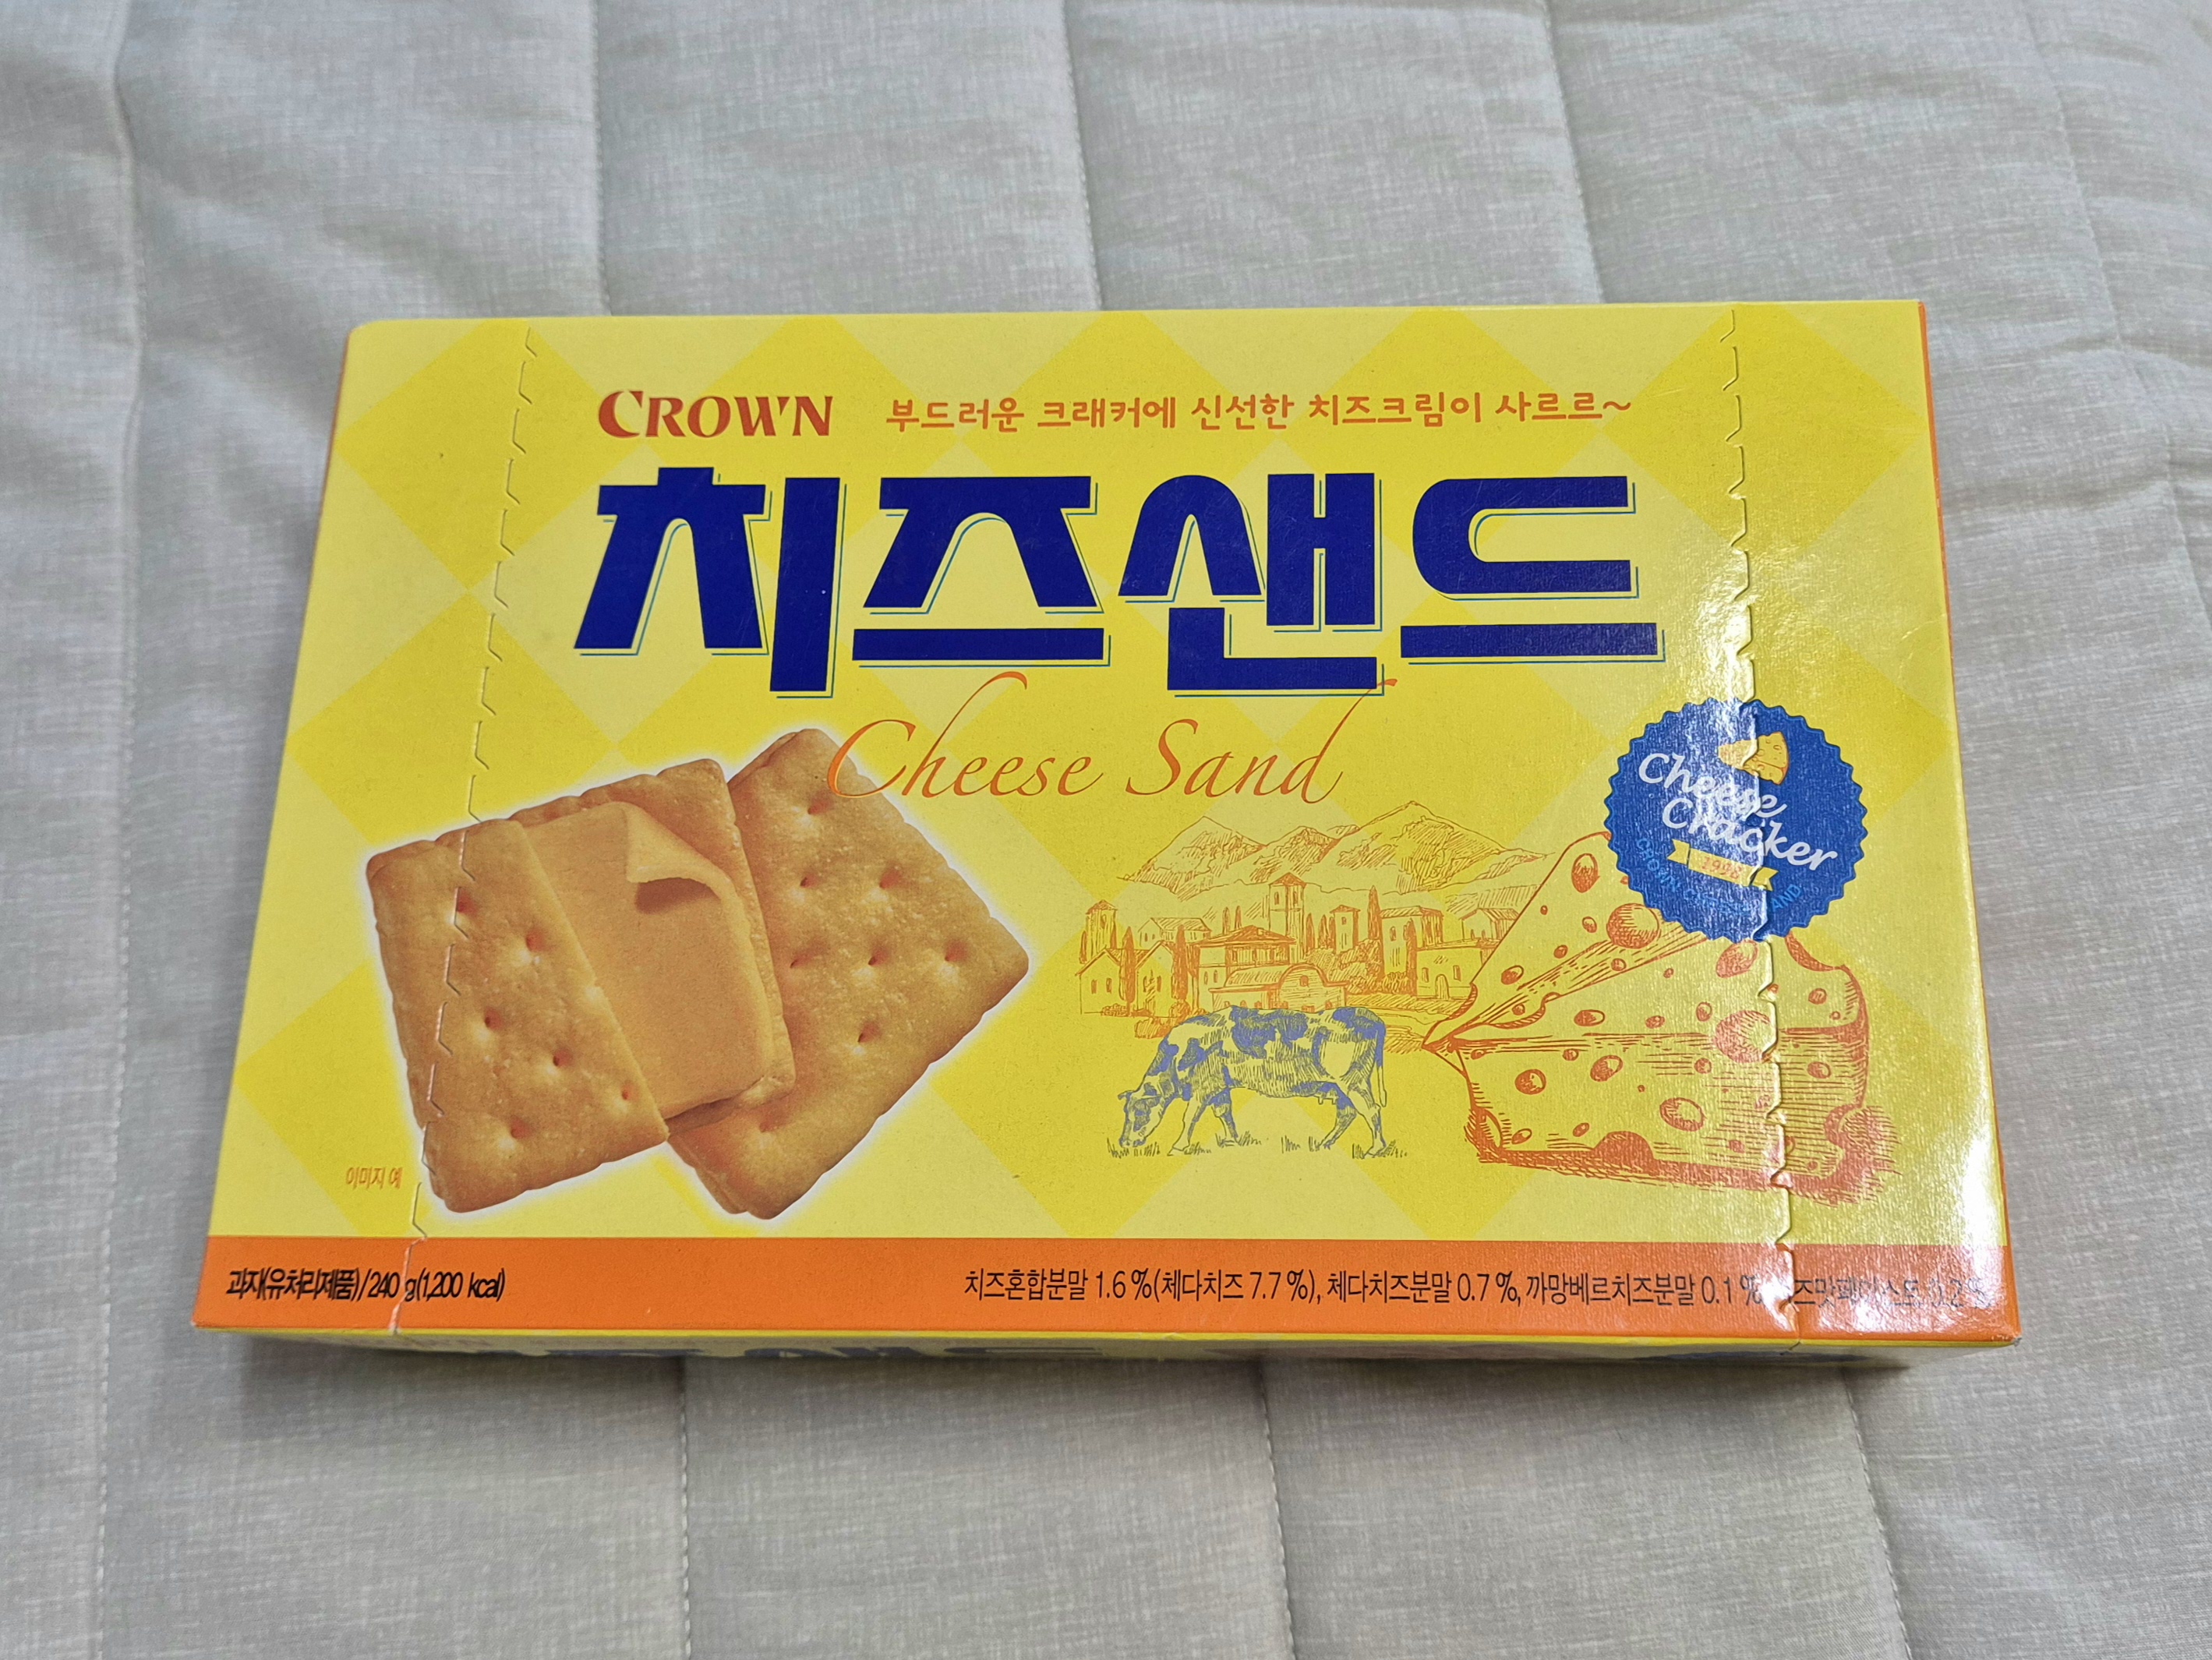 CROWN 부드러운 크래커에 신선한 치즈크림이 사르르~
치즈샌드
Cheese Sand
Cheese
Cracker
CROWN
이미지 예
과자(유처리제품)/240 g(1,200 kcal)
치즈혼합분말 1.6 %(체다치즈 7.7 %), 체다치즈분말 0.7 %, 까망베르치즈분말 0.1 %